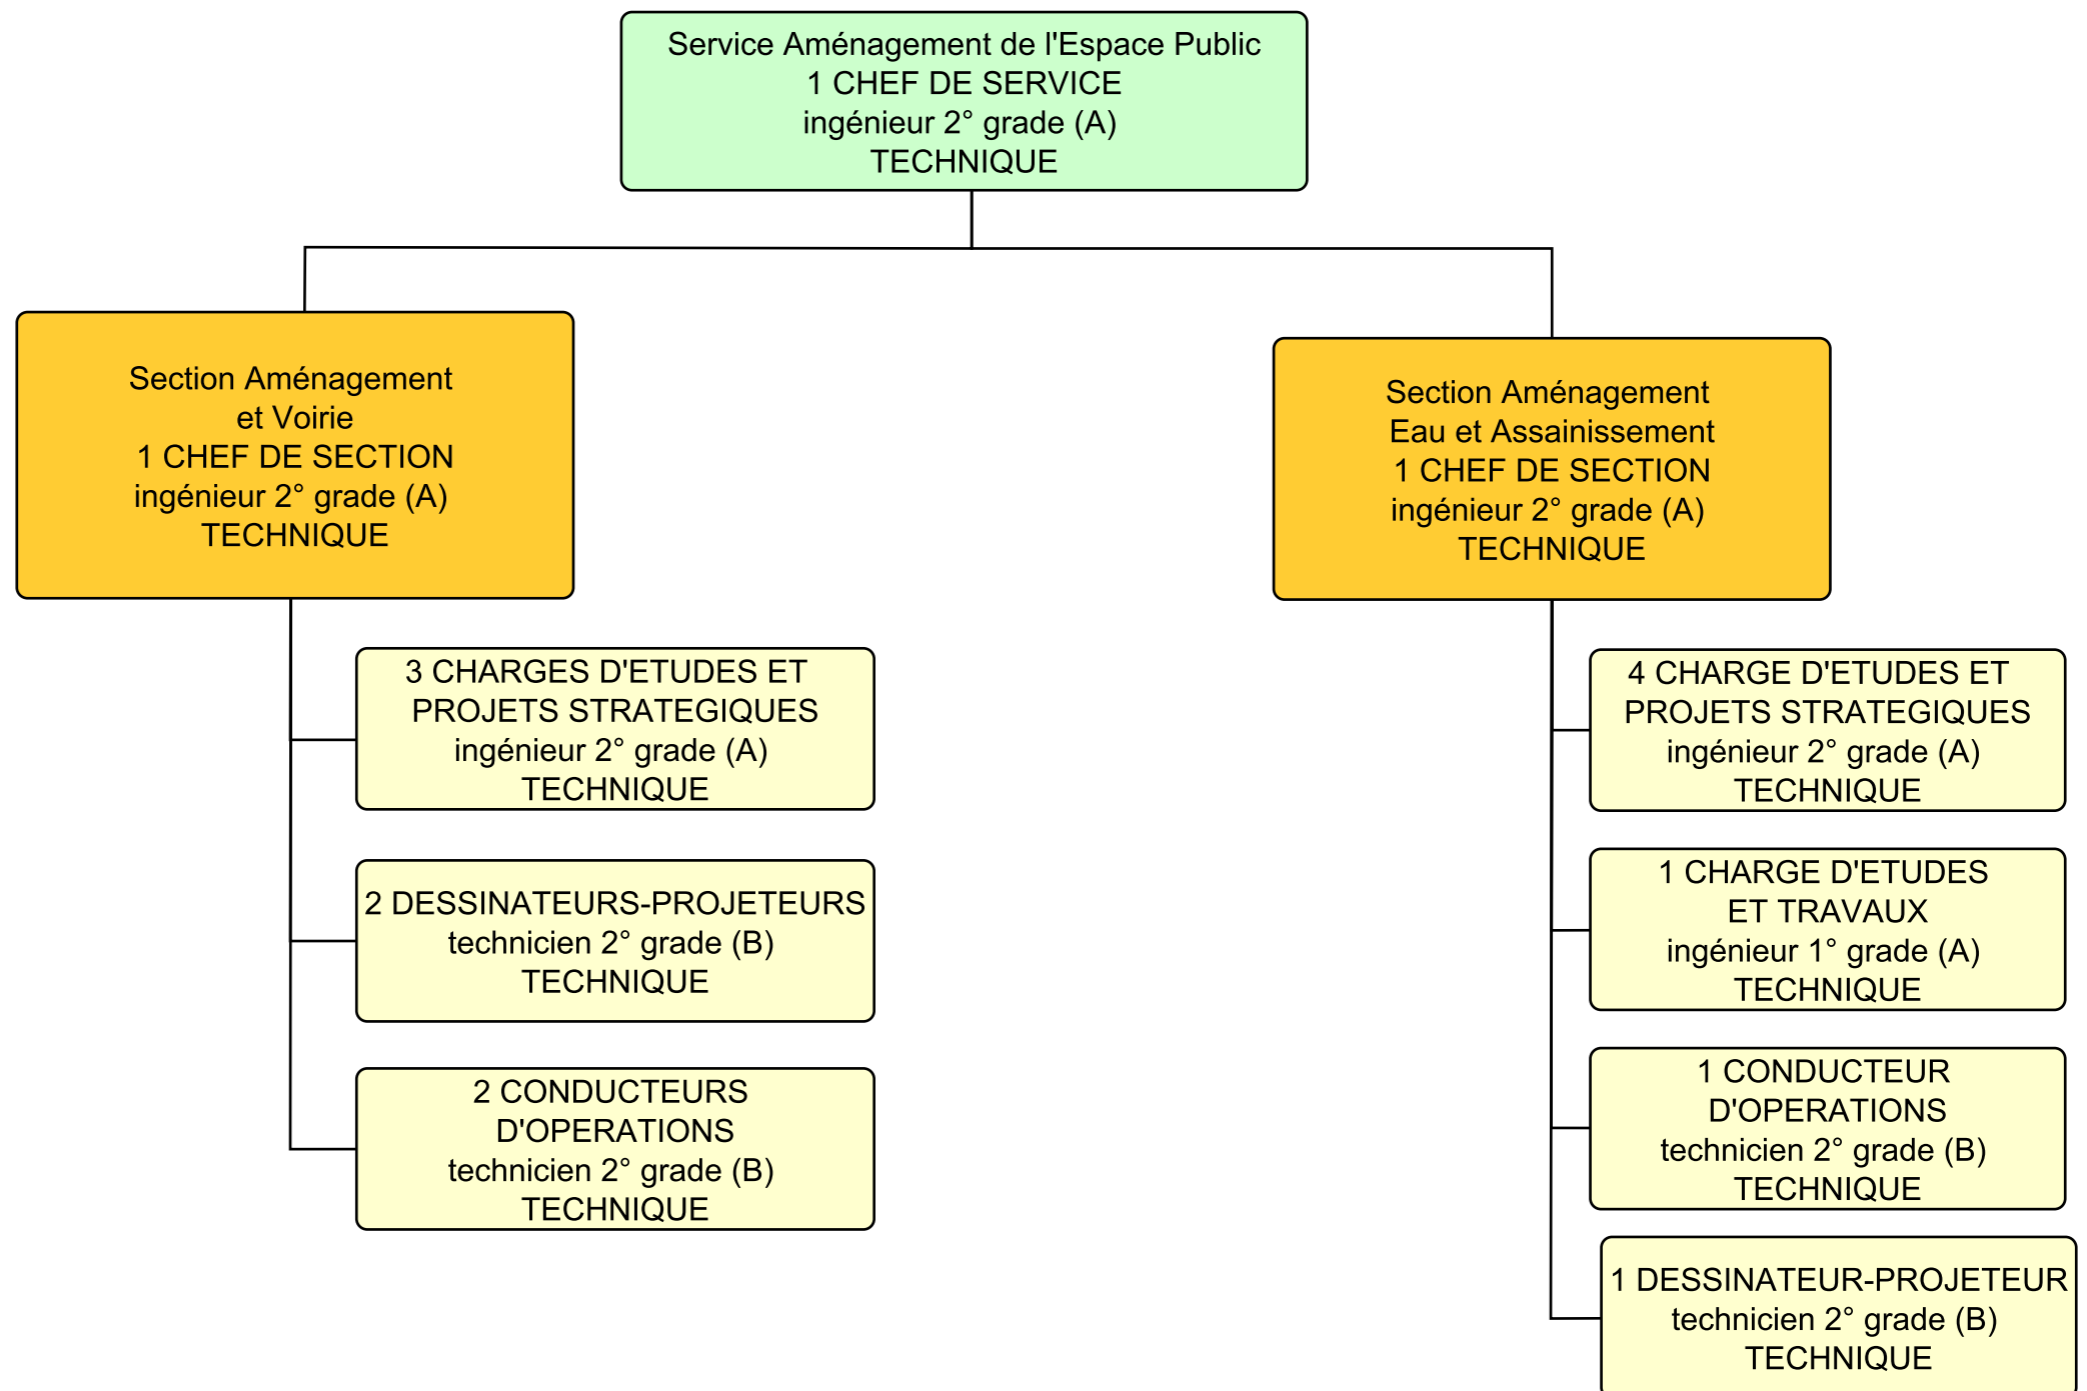 Service Aménagement de l'Espace Public
1 CHEF DE SERVICE
ingénieur 2° grade (A)
TECHNIQUE
Section Aménagement
et Voirie
1 CHEF DE SECTION
ingénieur 2° grade (A)
TECHNIQUE
3 CHARGES D'ETUDES ET
PROJETS STRATEGIQUES
ingénieur 2° grade (A)
TECHNIQUE
2 DESSINATEURS-PROJETEURS
technicien 2° grade (B)
TECHNIQUE
2 CONDUCTEURS
D'OPERATIONS
technicien 2° grade (B)
TECHNIQUE
Section Aménagement
Eau et Assainissement
1 CHEF DE SECTION
ingénieur 2° grade (A)
TECHNIQUE
4 CHARGE D'ETUDES ET
PROJETS STRATEGIQUES
ingénieur 2° grade (A)
TECHNIQUE
1 CHARGE D'ETUDES
ET TRAVAUX
ingénieur 1° grade (A)
TECHNIQUE
1 CONDUCTEUR
D'OPERATIONS
technicien 2° grade (B)
TECHNIQUE
1 DESSINATEUR-PROJETEUR
technicien 2° grade (B)
TECHNIQUE